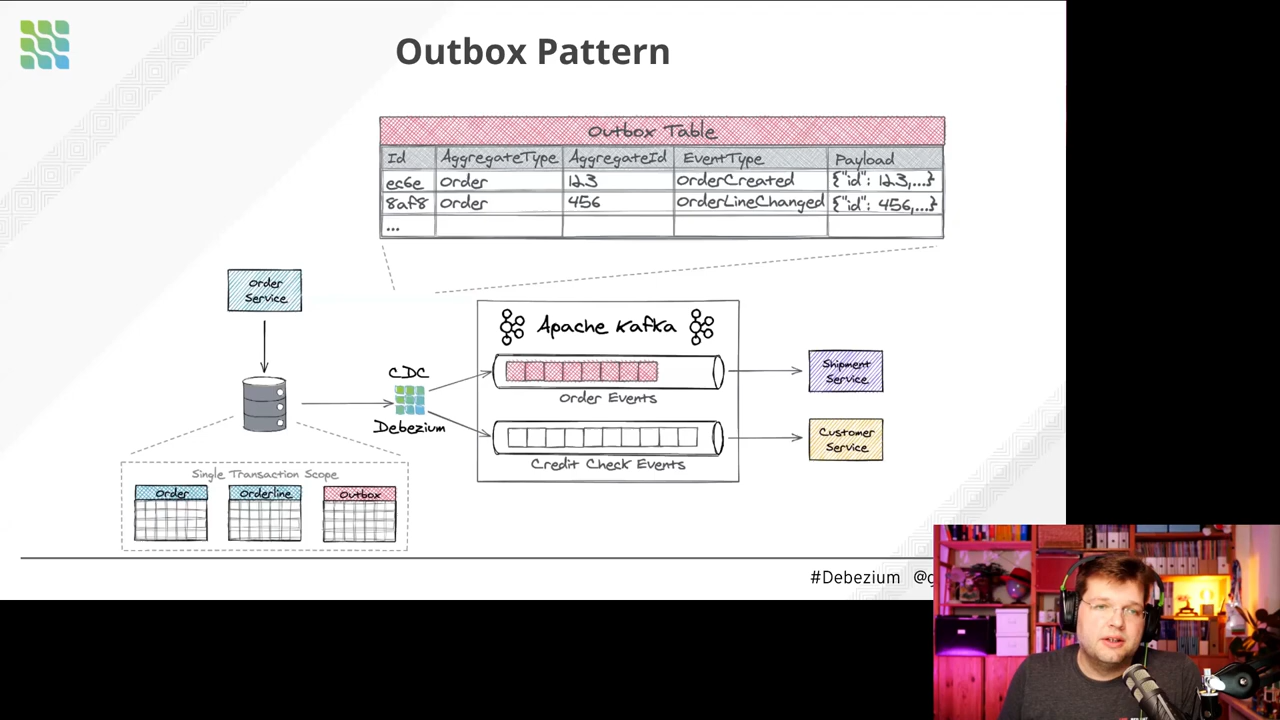 Outbox Pattern
Outbox Table
Id AggregateType AggregateId EventType Payload
ec6e Order 123 OrderCreated {"id": 123,...}
8af8 Order 456 OrderLineChanged {"id": 456,...}
...
Order
Service
Apache Kafka
Order Events
Credit Check Events
CDC
Debezium
Shipment
Service
Customer
Service
Single Transaction Scope
Order Orderline Outbox
#Debezium @g